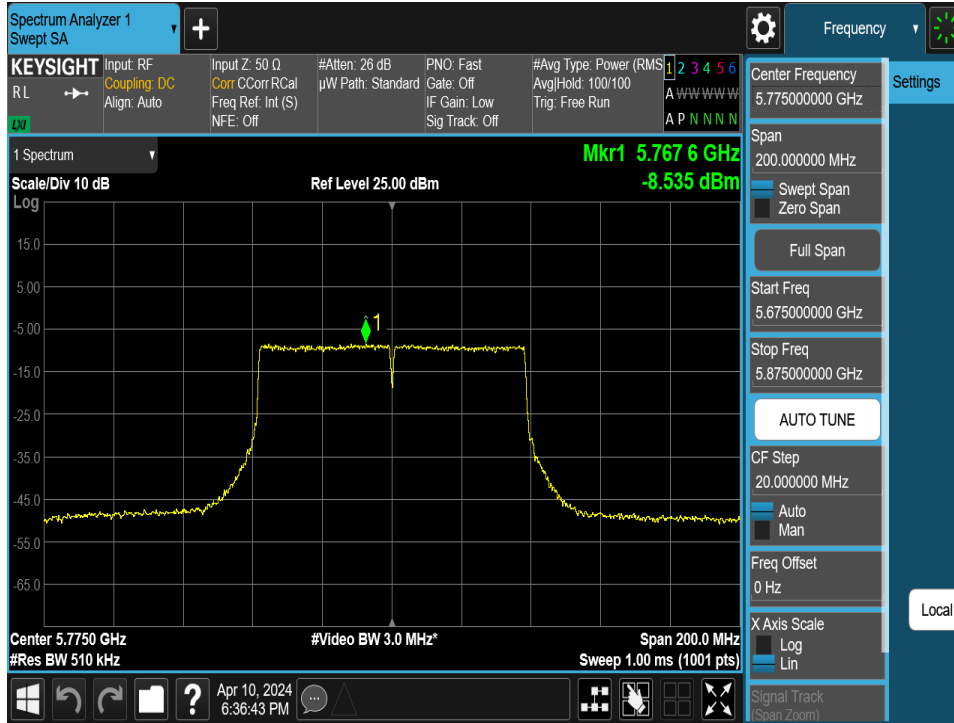 Spectrum Analyzer 1
Swept SA
+
Frequency
KEYSIGHT
RL
LXI
Input: RF
Coupling: DC
Align: Auto
Input Z: 50 Ω
Corr CCorr RCal
Freq Ref: Int (S)
NFE: Off
#Atten: 26 dB
µW Path: Standard
PNO: Fast
Gate: Off
IF Gain: Low
Sig Track: Off
#Avg Type: Power (RMS
Avg|Hold: 100/100
Trig: Free Run
1 2 3 4 5 6
A W W W W W
A P N N N N
1 Spectrum
Mkr1 5.767 6 GHz
Scale/Div 10 dB
Ref Level 25.00 dBm
-8.535 dBm
Log
15.0
5.00
-5.00
-15.0
-25.0
-35.0
-45.0
-55.0
-65.0
1
Center 5.7750 GHz
#Video BW 3.0 MHz*
Span 200.0 MHz
#Res BW 510 kHz
Sweep 1.00 ms (1001 pts)
Center Frequency
5.775000000 GHz
Span
200.000000 MHz
Swept Span
Zero Span
Full Span
Start Freq
5.675000000 GHz
Stop Freq
5.875000000 GHz
AUTO TUNE
CF Step
20.000000 MHz
Auto
Man
Freq Offset
0 Hz
X Axis Scale
Log
Lin
Signal Track
(Span Zoom)
Settings
Local
?
Apr 10, 2024
6:36:43 PM